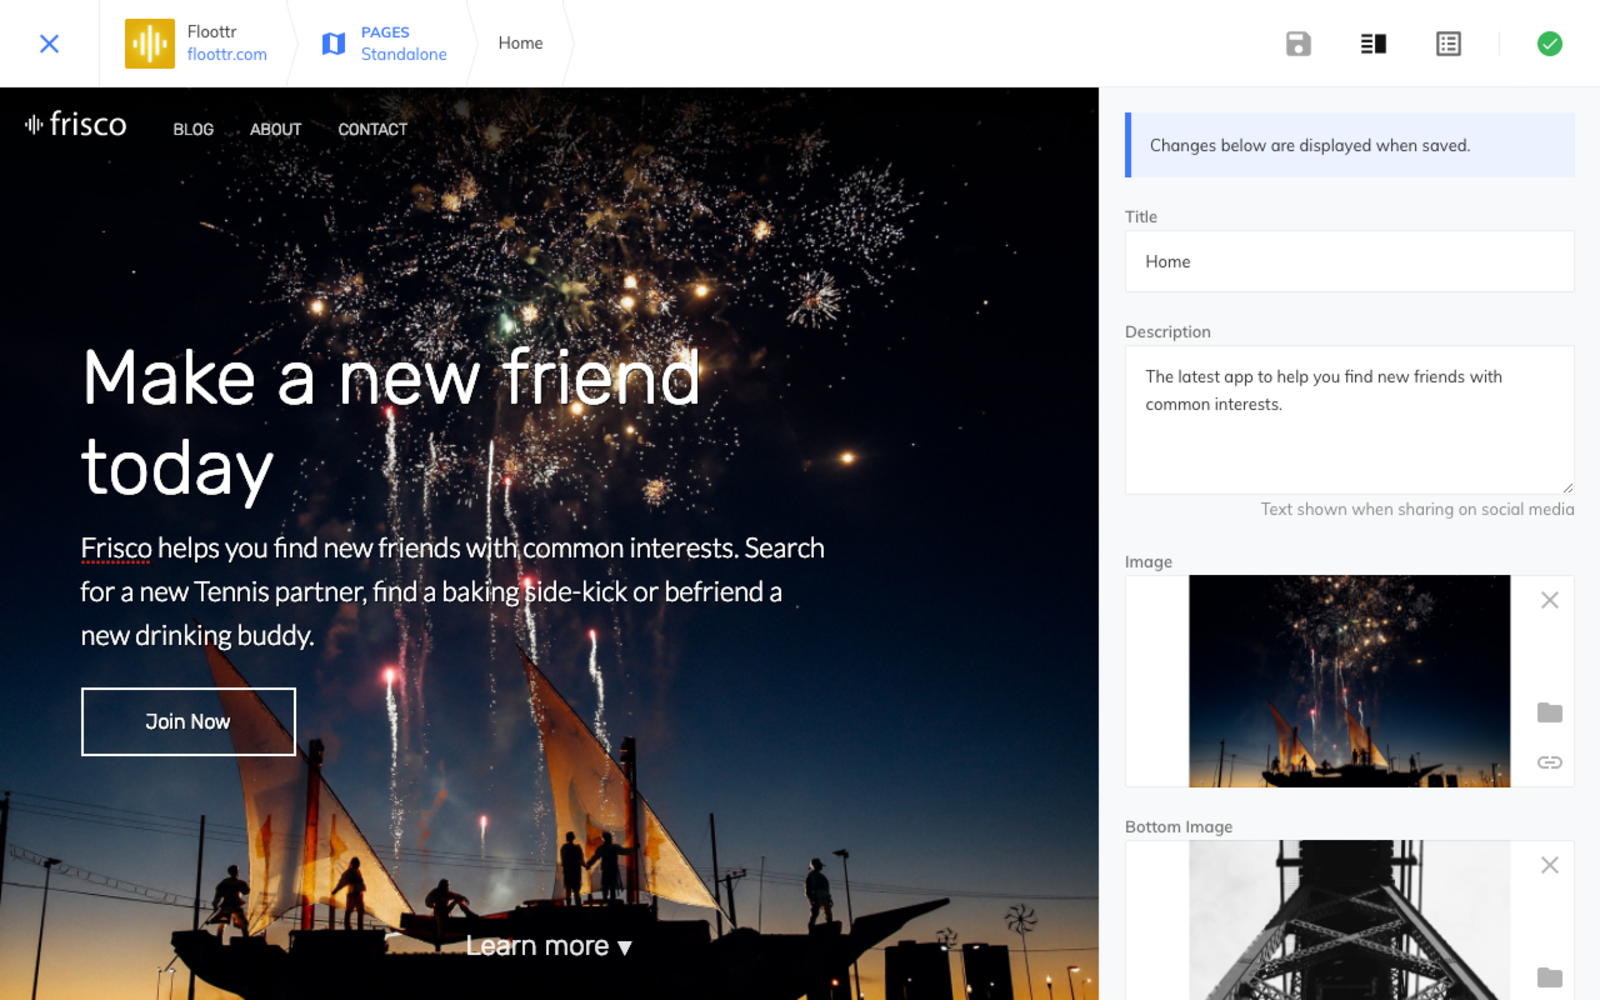 Floottr
floottr.com
PAGES
Standalone
Home
frisco
BLOG ABOUT CONTACT
Make a new friend
today
Frisco helps you find new friends with common interests. Search
for a new Tennis partner, find a baking side-kick or befriend a
new drinking buddy.
Join Now
Learn more ▼
Changes below are displayed when saved.
Title
Home
Description
The latest app to help you find new friends with
common interests.
Text shown when sharing on social media
Image
Bottom Image